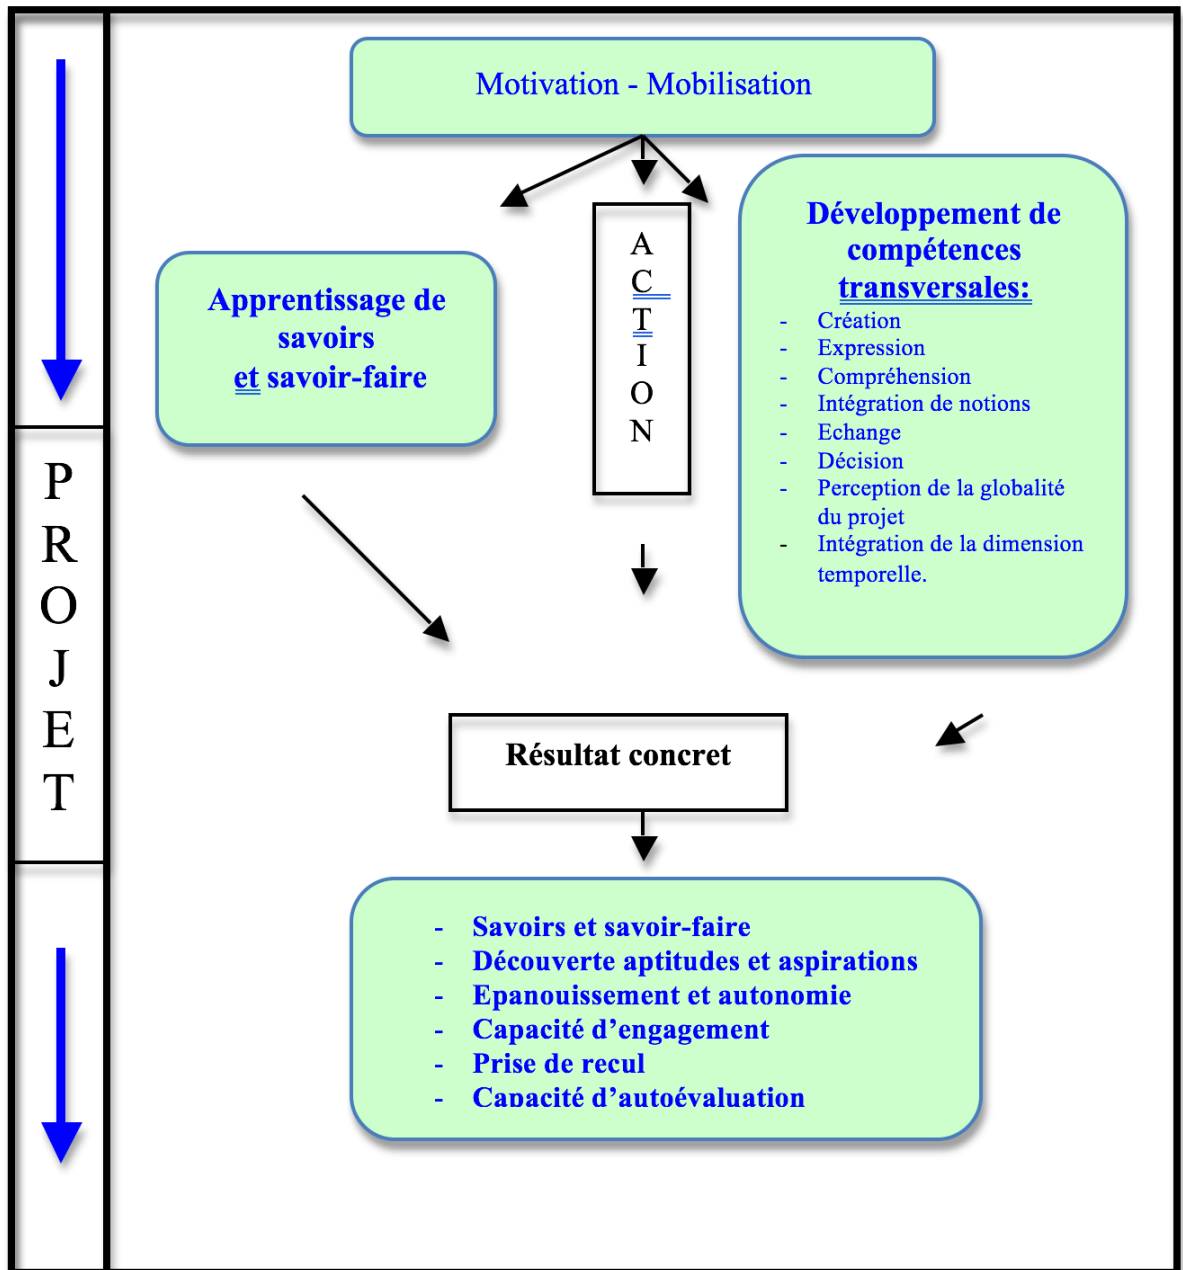 Motivation - Mobilisation
Apprentissage de
savoirs
et savoir-faire
A
C
T
I
O
N
Développement de
compétences
transversales:
- Création
- Expression
- Compréhension
- Intégration de notions
- Echange
- Décision
- Perception de la globalité
du projet
- Intégration de la dimension
temporelle.
P
R
O
J
E
T
Résultat concret
- Savoirs et savoir-faire
- Découverte aptitudes et aspirations
- Epanouissement et autonomie
- Capacité d’engagement
- Prise de recul
- Capacité d’autoévaluation